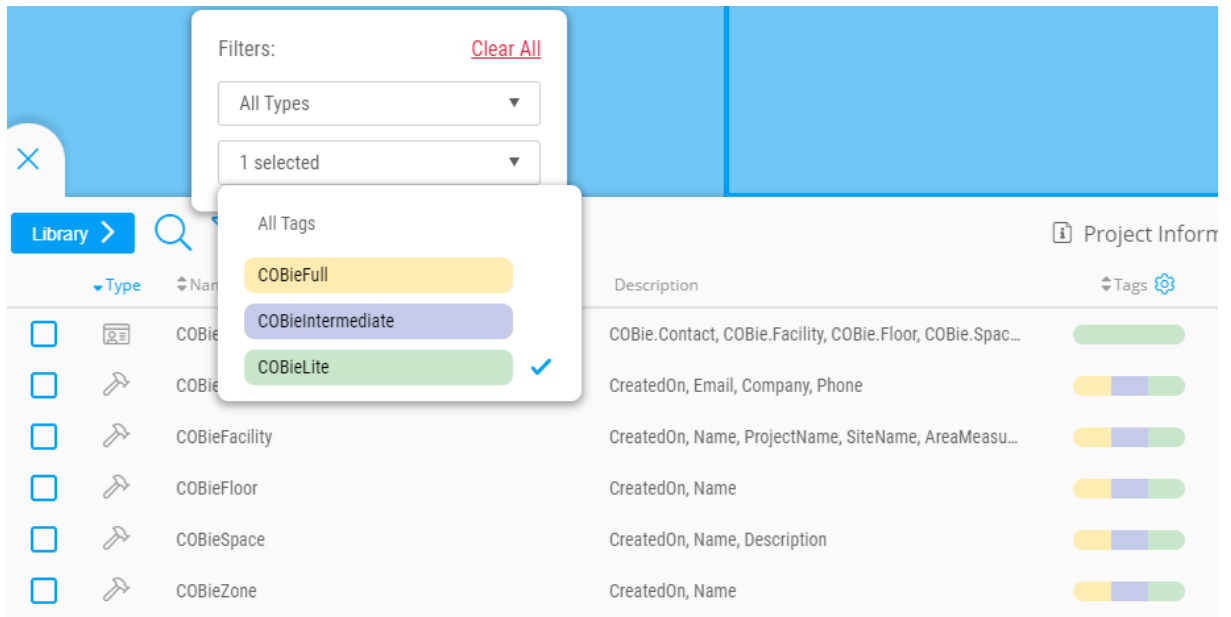 Filters: Clear All
All Types
1 selected
All Tags
COBieFull
COBieIntermediate
COBieLite
Library
Project Inform
Type Nam Description Tags
COBie COBie.Contact, COBie.Facility, COBie.Floor, COBie.Spac...
COBie CreatedOn, Email, Company, Phone
COBieFacility CreatedOn, Name, ProjectName, SiteName, AreaMeasu...
COBieFloor CreatedOn, Name
COBieSpace CreatedOn, Name, Description
COBieZone CreatedOn, Name